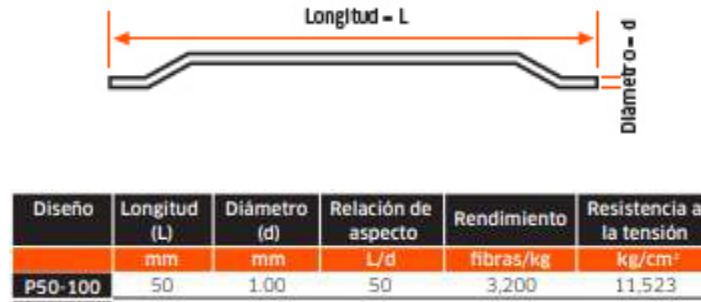 Longitud = L
Diámetro = d
Diseño Longitud (L) Diámetro (d) Relación de aspecto Rendimiento Resistencia a la tensión
mm mm L/d fibras/kg kg/cm²
P50-100 50 1.00 50 3,200 11,523